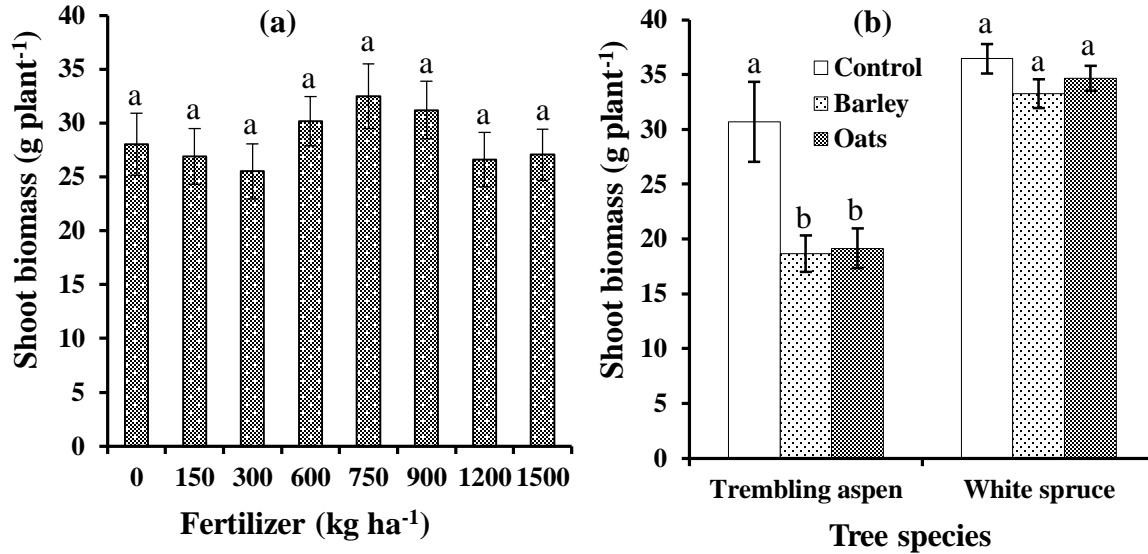 (a)
Shoot biomass (g plant⁻¹)
40
35
30
25
20
15
10
5
0
a a a a a a a a
0 150 300 600 750 900 1200 1500
Fertilizer (kg ha⁻¹)
(b)
Shoot biomass (g plant⁻¹)
40
35
30
25
20
15
10
5
0
Control
Barley
Oats
a b b a a a
Trembling aspen White spruce
Tree species